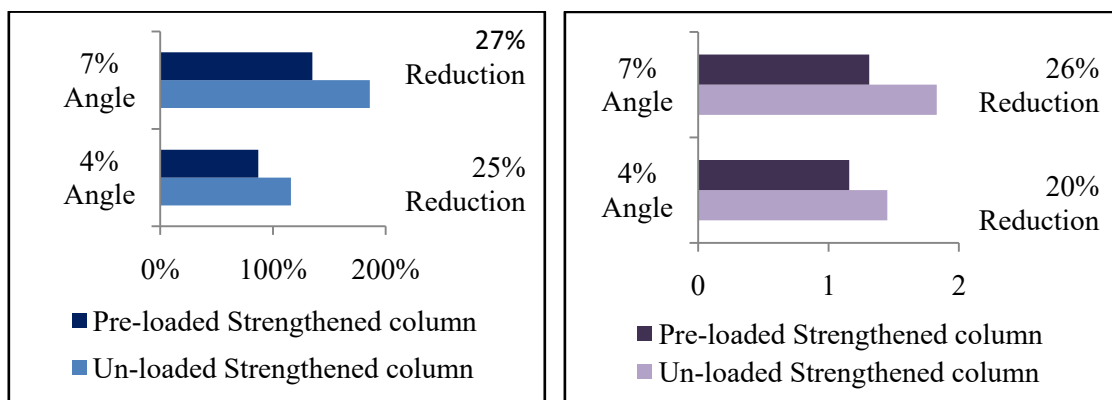 7%
Angle
27%
Reduction
4%
Angle
25%
Reduction
0% 100% 200%
Pre-loaded Strengthened column
Un-loaded Strengthened column
7%
Angle
26%
Reduction
4%
Angle
20%
Reduction
0 1 2
Pre-loaded Strengthened column
Un-loaded Strengthened column